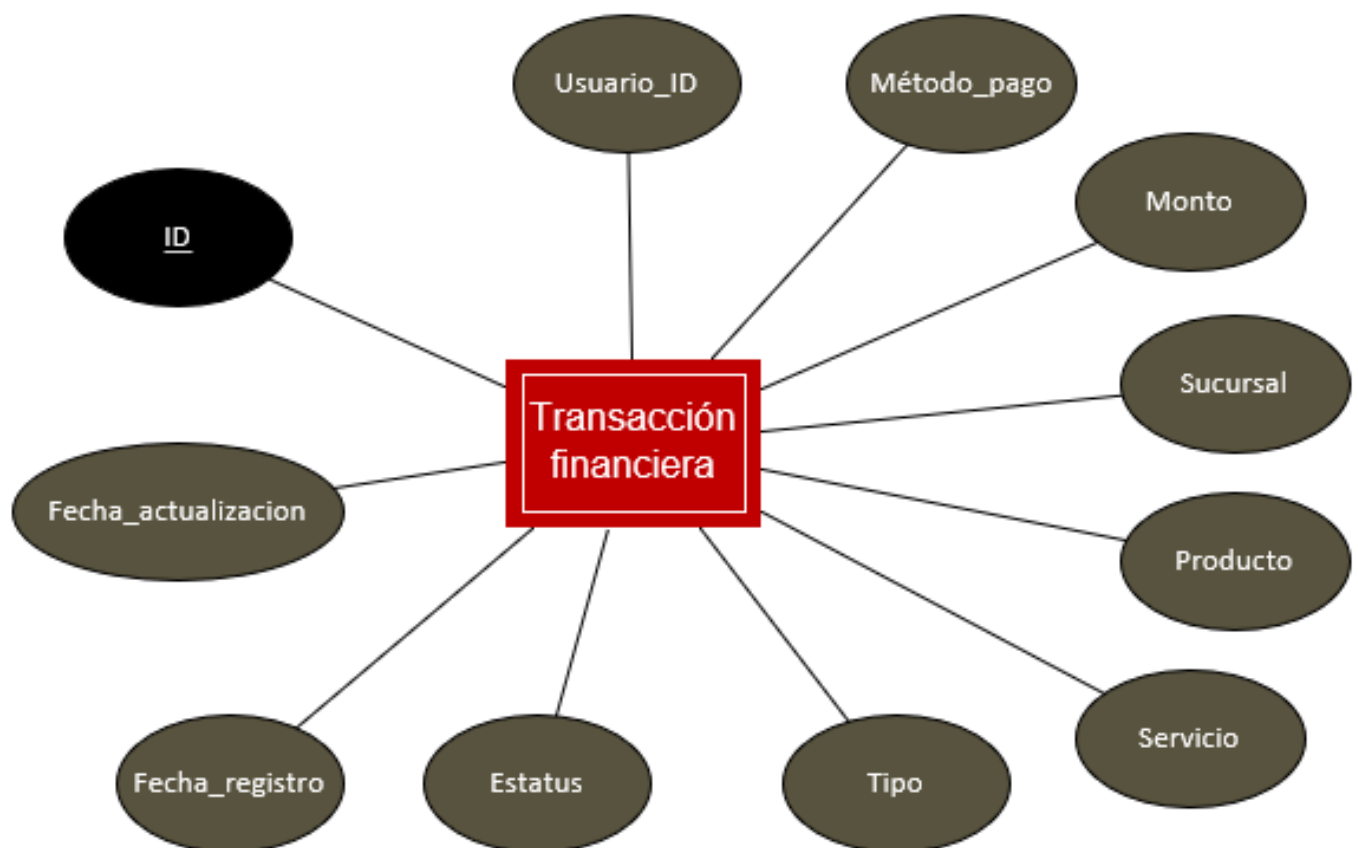 Usuario_ID
Método_pago
Monto
ID
Sucursal
Transacción
financiera
Fecha_actualizacion
Producto
Servicio
Fecha_registro
Estatus
Tipo